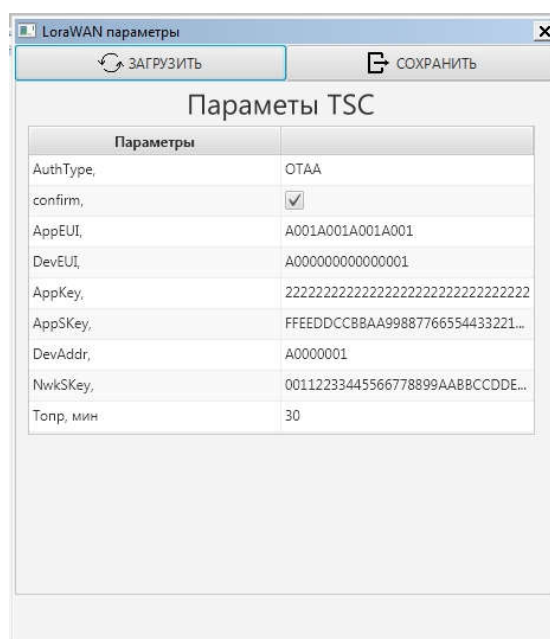 LoraWAN параметры
ЗАГРУЗИТЬ СОХРАНИТЬ
Параметы TSC
Параметры
AuthType, OTAA
confirm,
AppEUI, A001A001A001A001
DevEUI, A000000000000001
AppKey, 22222222222222222222222222222222
AppSKey, FFEEDDCCBBAA99887766554433221...
DevAddr, A0000001
NwkSKey, 00112233445566778899AABBCCDDE...
Топр, мин 30